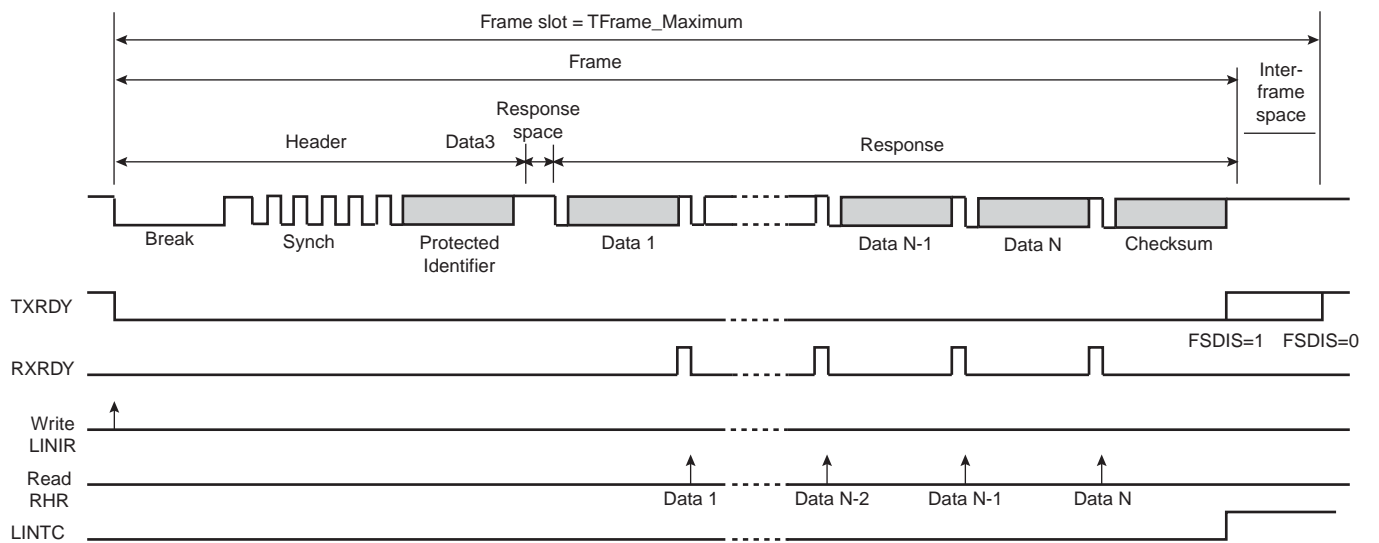 Frame slot = TFrame_Maximum
Frame
Inter-
frame
space
Response
space
Header
Data3
Response
Break
Synch
Protected
Identifier
Data 1
Data N-1
Data N
Checksum
TXRDY
FSDIS=1
FSDIS=0
RXRDY
Write
LINIR
Read
RHR
Data 1
Data N-2
Data N-1
Data N
LINTC